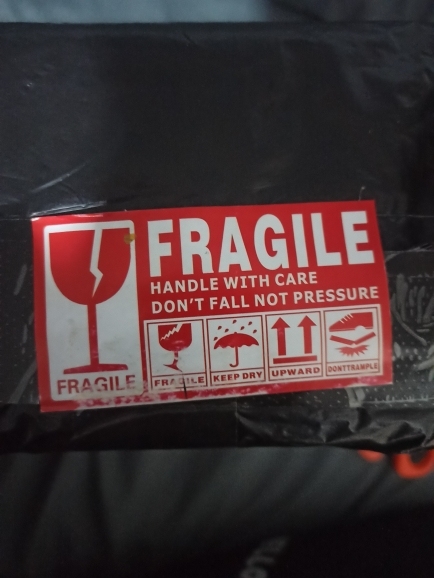 FRAGILE
HANDLE WITH CARE
DON'T FALL NOT PRESSURE
FRAGILE
FRAGILE
KEEP DRY
UPWARD
DONTTRAMPLE